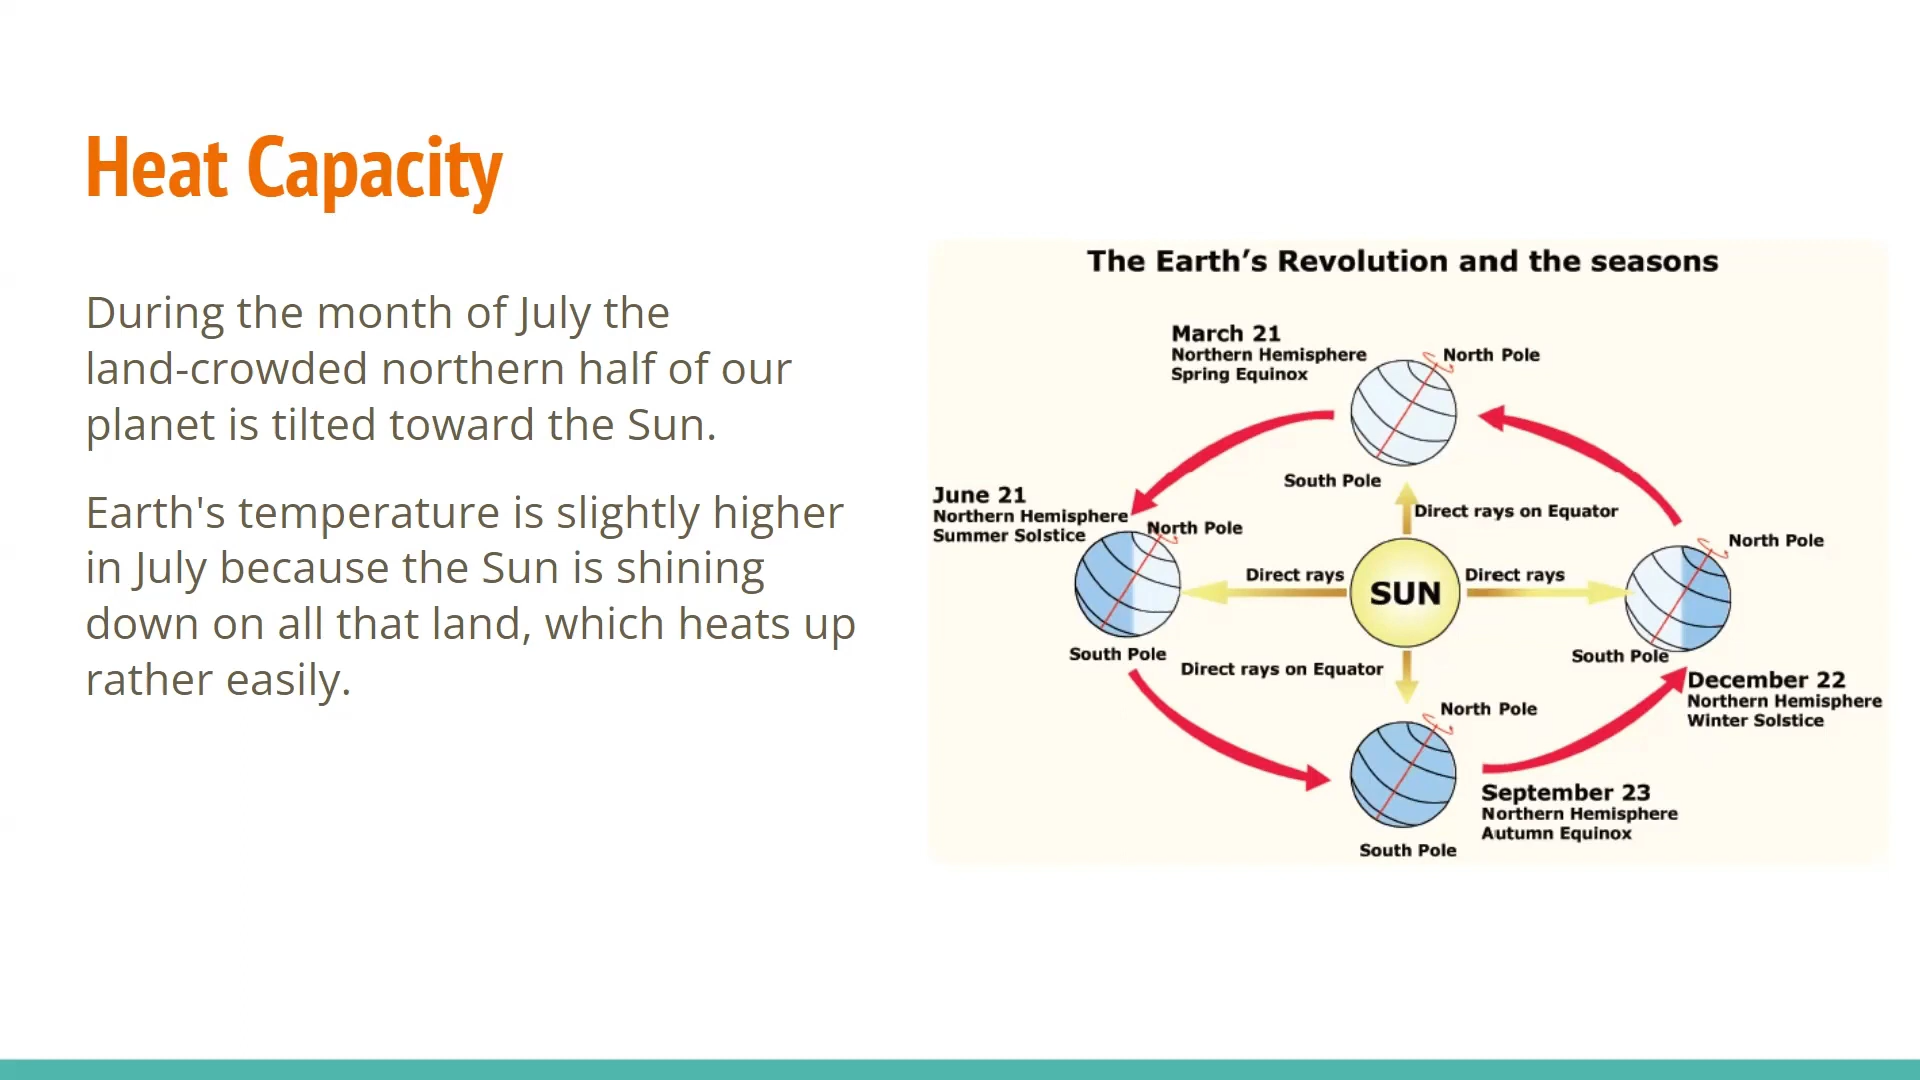 Heat Capacity
During the month of July the
land-crowded northern half of our
planet is tilted toward the Sun.
Earth's temperature is slightly higher
in July because the Sun is shining
down on all that land, which heats up
rather easily.
The Earth's Revolution and the seasons
March 21
Northern Hemisphere
Spring Equinox
North Pole
South Pole
Direct rays on Equator
June 21
Northern Hemisphere
Summer Solstice
North Pole
South Pole
Direct rays
SUN
Direct rays
North Pole
South Pole
December 22
Northern Hemisphere
Winter Solstice
Direct rays on Equator
North Pole
South Pole
September 23
Northern Hemisphere
Autumn Equinox